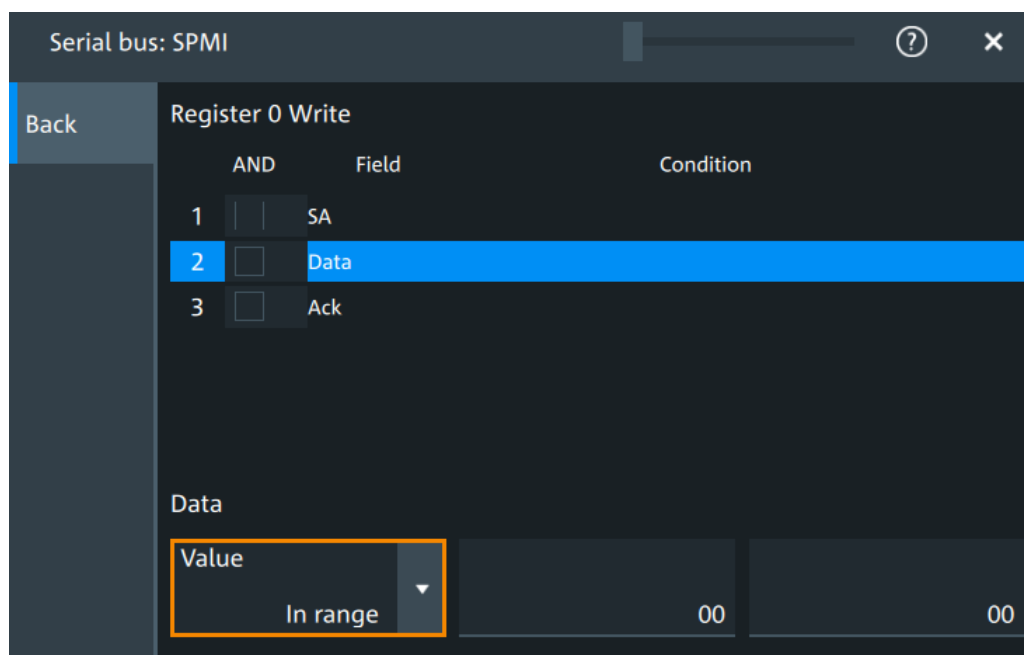 Serial bus: SPMI ? ×
Back
Register 0 Write
AND Field Condition
1 SA
2 Data
3 Ack
Data
Value
In range 00 00